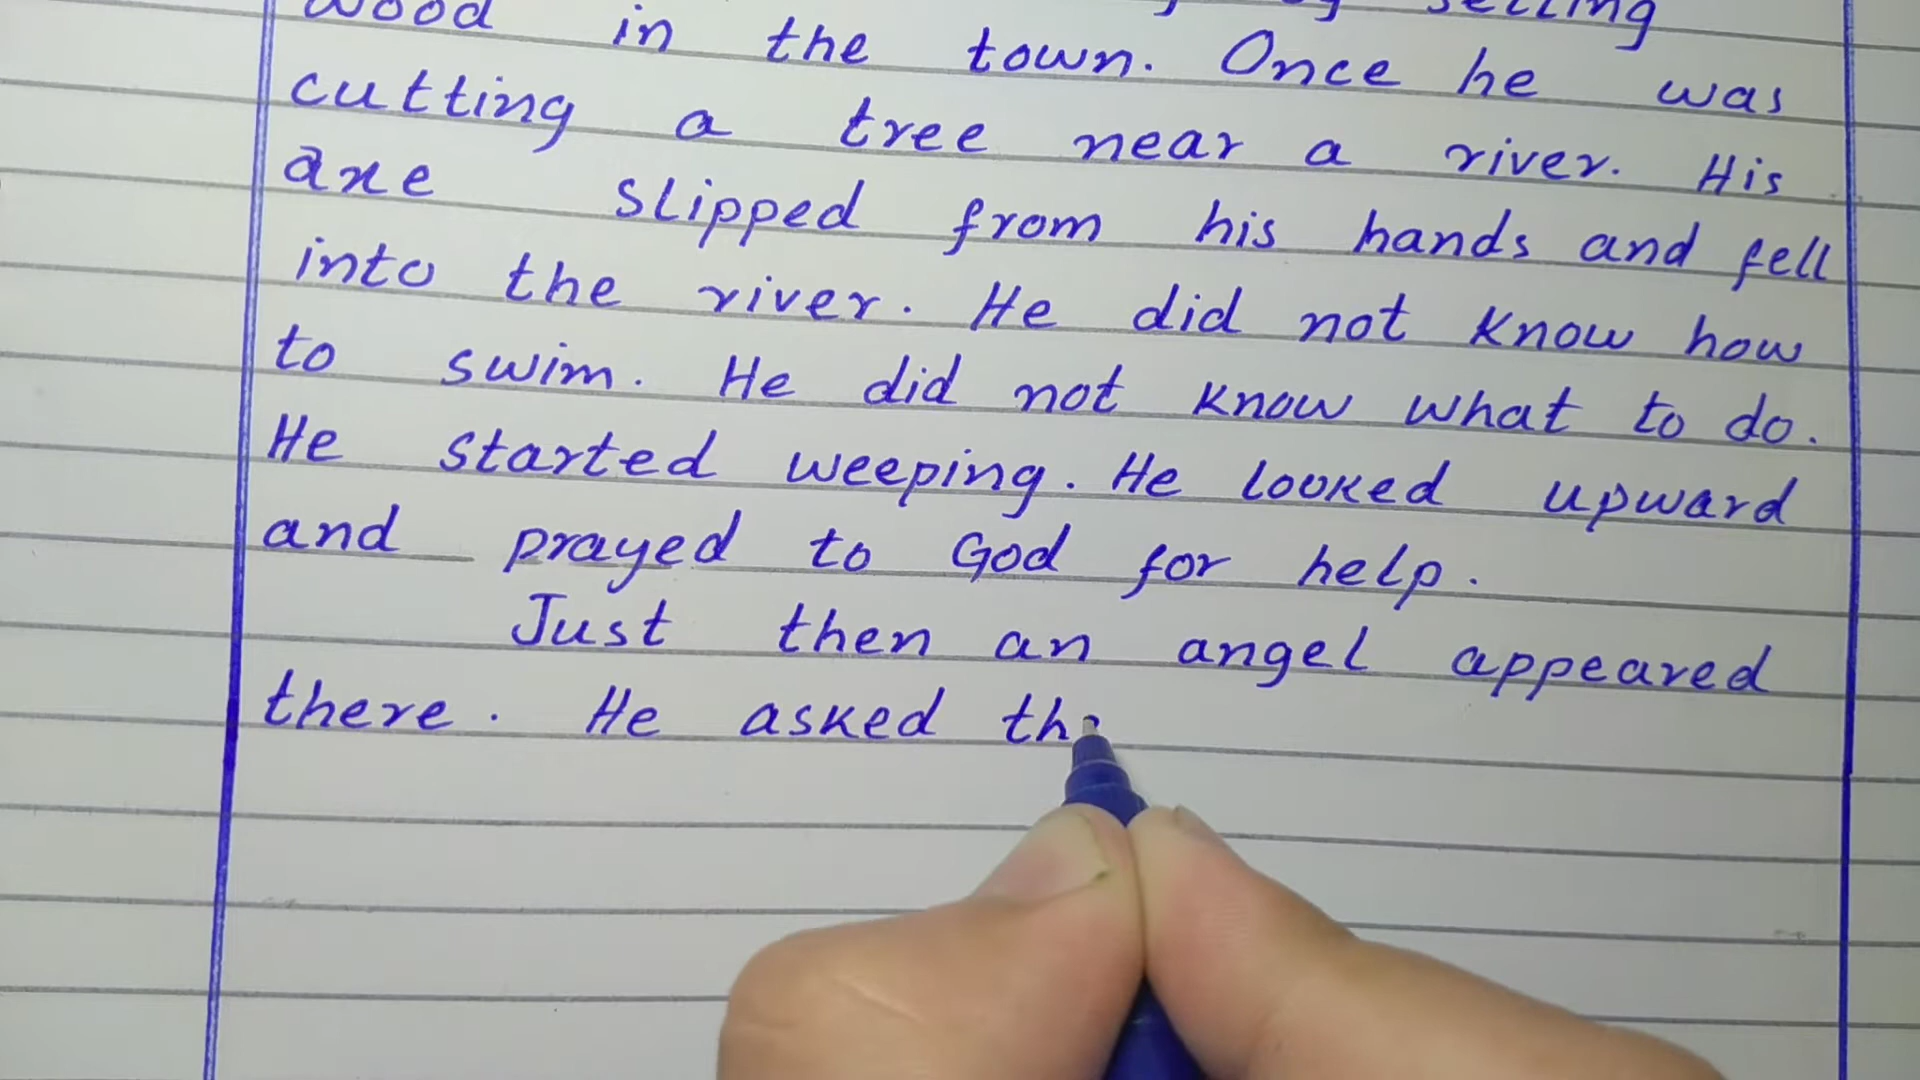 wood in the town. Once he was
cutting a tree near a river. His
axe slipped from his hands and fell
into the river. He did not know how
to swim. He did not know what to do.
He started weeping. He looked upward
and prayed to God for help.
Just then an angel appeared
there. He asked th